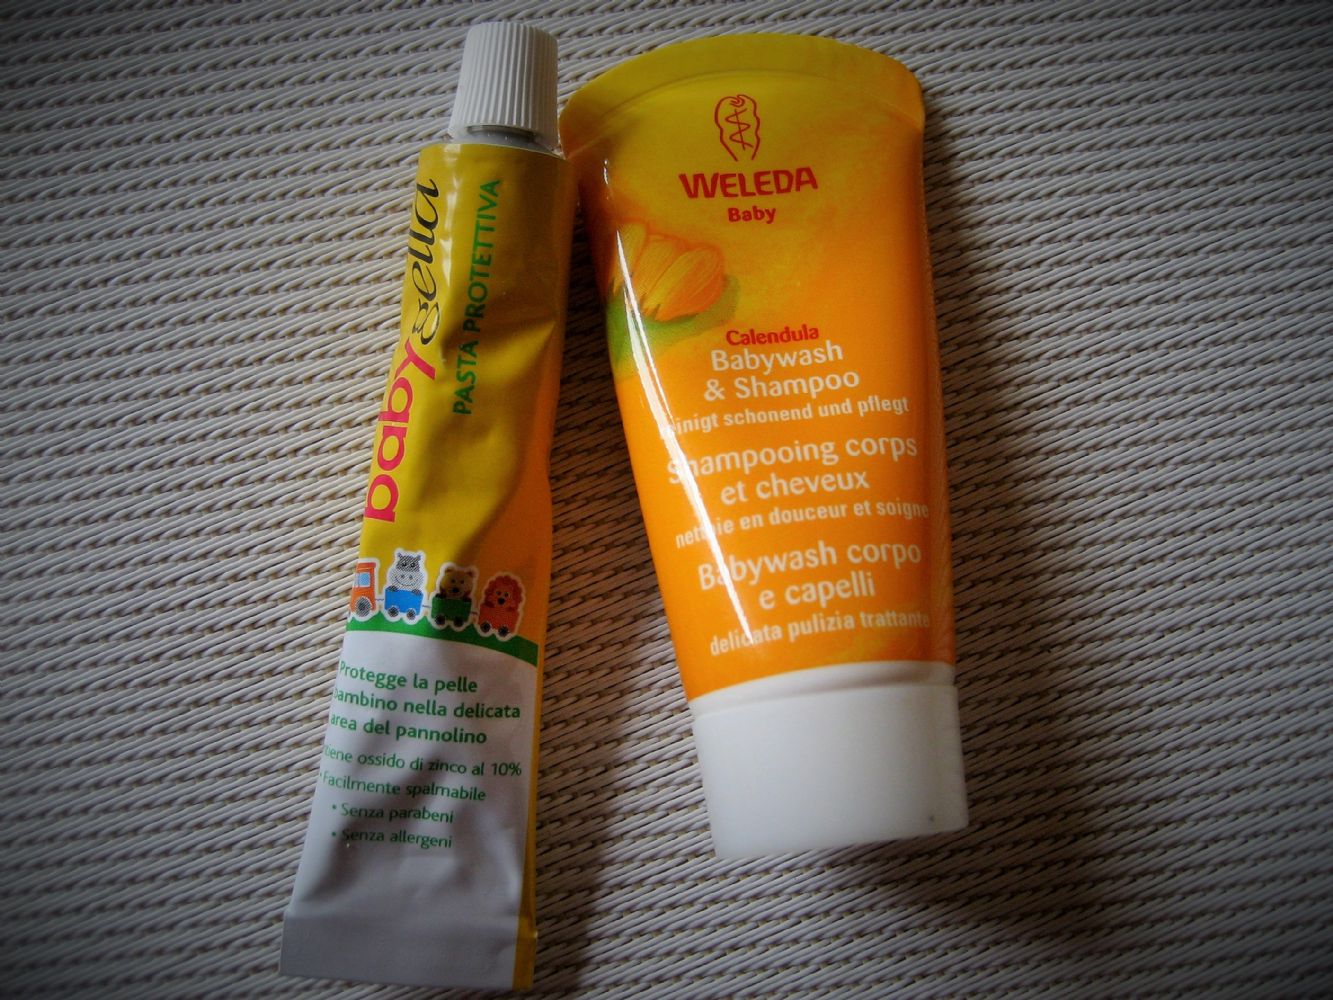 babygella
PASTA PROTETTIVA
Protegge la pelle
bambino nella delicata
area del pannolino
ossido di zinco al 10%
• Facilmente spalmabile
• Senza parabeni
• Senza allergeni
WELEDA
Baby
Calendula
Babywash
& Shampoo
reinigt schonend und pflegt
Shampooing corps
et cheveux
nettoie en douceur et soigne
Babywash corpo
e capelli
delicata pulizia trattante